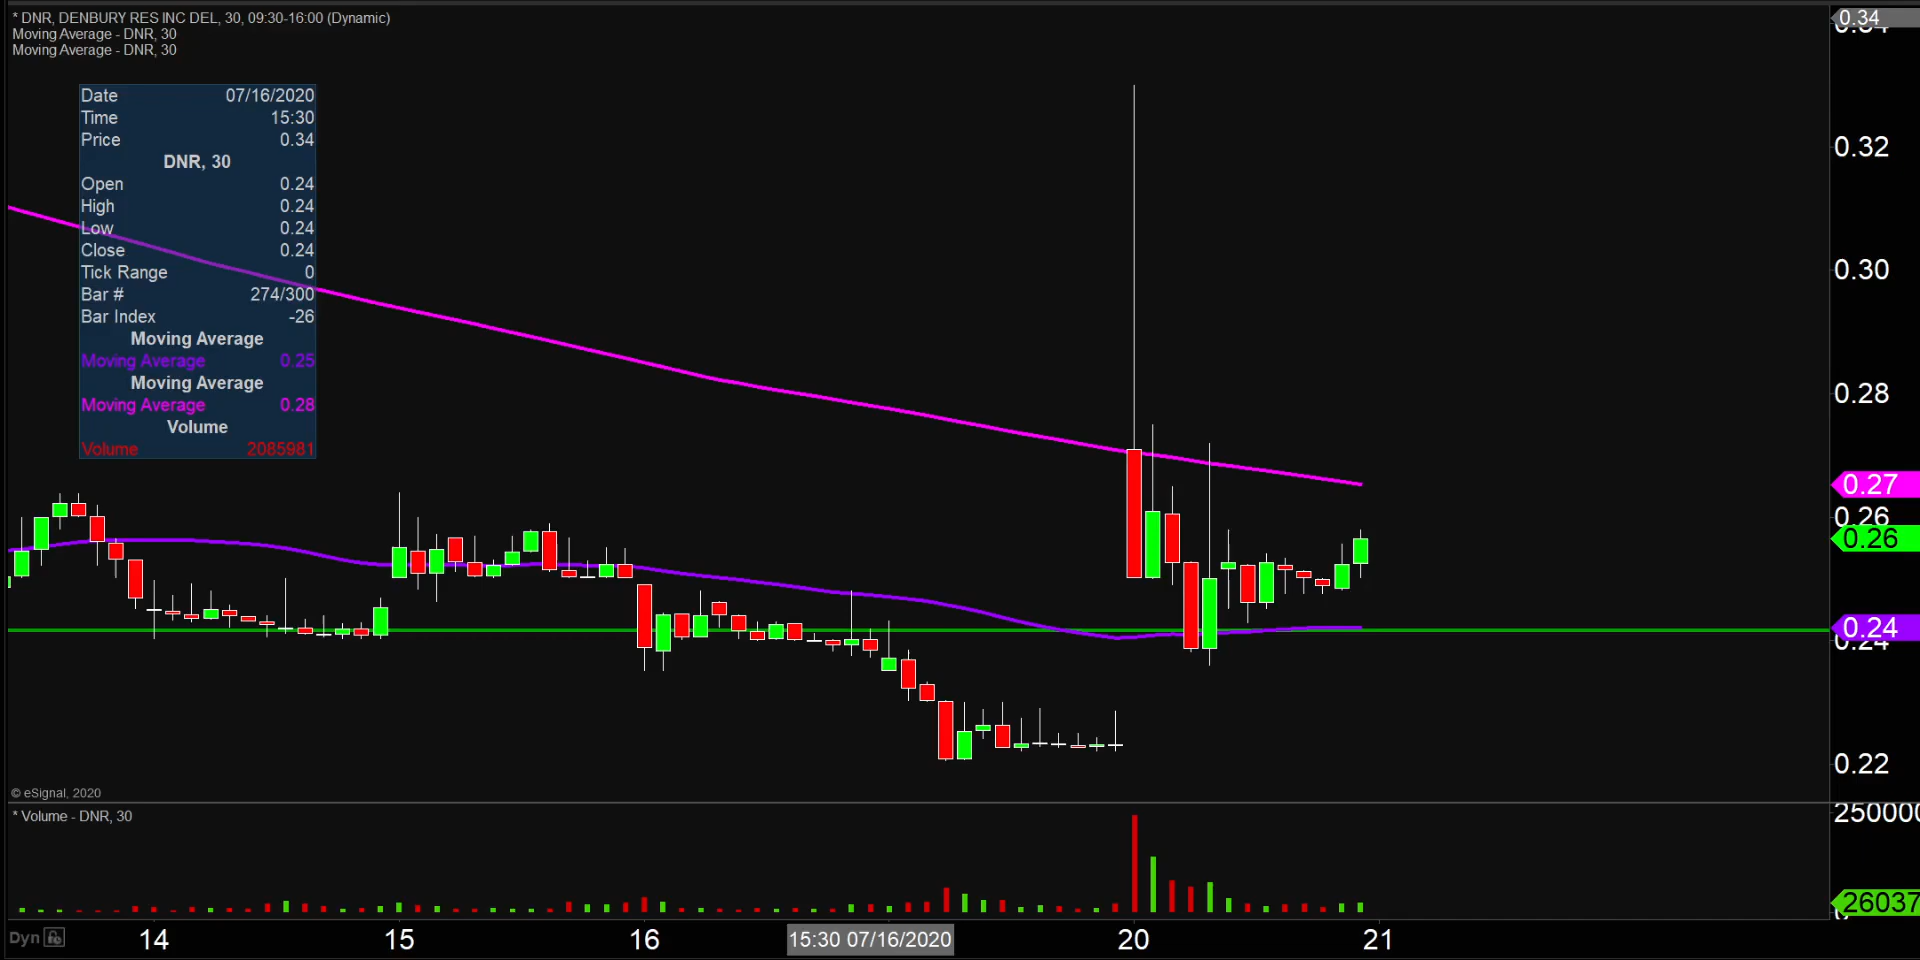 * DNR, DENBURY RES INC DEL, 30, 09:30-16:00 (Dynamic)
Moving Average - DNR, 30
Moving Average - DNR, 30
Date 07/16/2020
Time 15:30
Price 0.34
DNR, 30
Open 0.24
High 0.24
Low 0.24
Close 0.24
Tick Range 0
Bar # 274/300
Bar Index -26
Moving Average
Moving Average 0.25
Moving Average
Moving Average 0.28
Volume
Volume 2085981
0.34
0.34
0.32
0.30
0.28
0.27
0.26
0.26
0.24
0.24
0.22
© eSignal, 2020
* Volume - DNR, 30
250000
26037
Dyn
14 15 16 15:30 07/16/2020 20 21